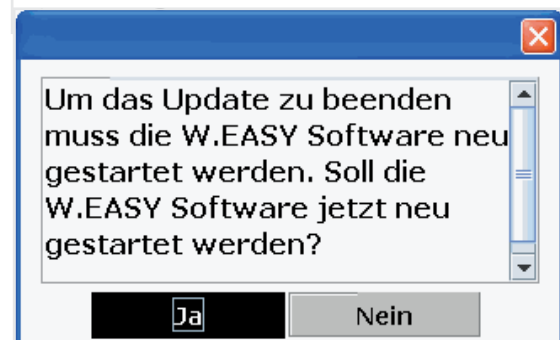 Um das Update zu beenden
muss die W.EASY Software neu
gestartet werden. Soll die
W.EASY Software jetzt neu
gestartet werden?
Ja
Nein